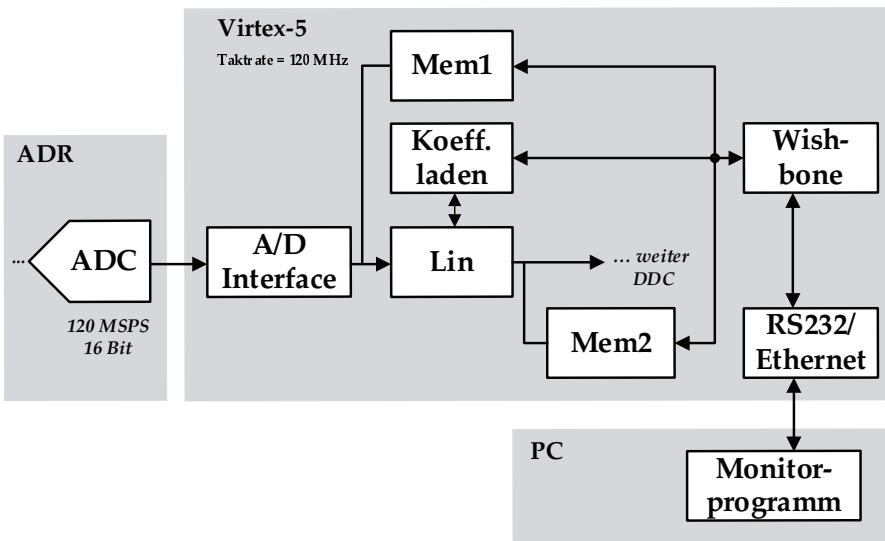 Virtex-5
Taktrate = 120 MHz
Mem1
ADR
Koeff.
laden
Wish-
bone
...
ADC
A/D
Interface
Lin
... weiter
DDC
120 MSPS
16 Bit
Mem2
RS232/
Ethernet
PC
Monitor-
programm